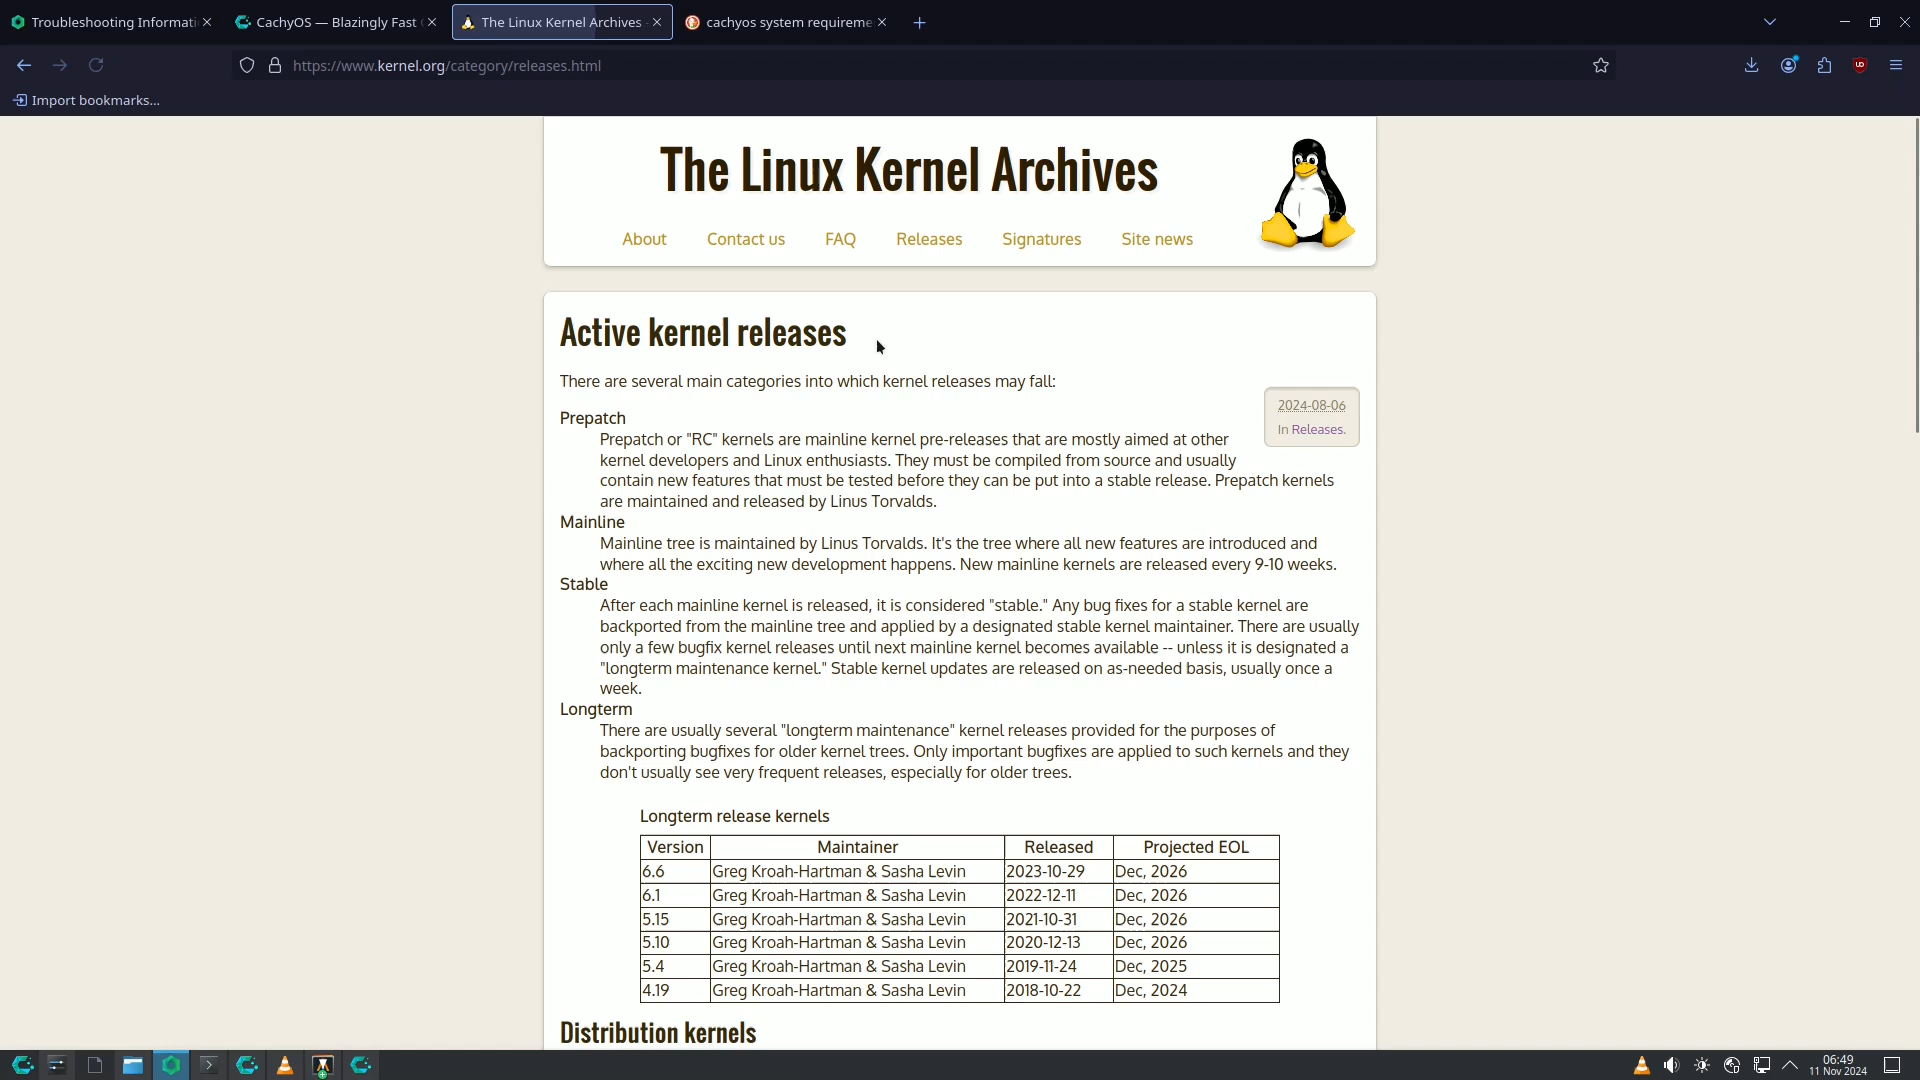 Troubleshooting Informati
CachyOS — Blazingly Fast
The Linux Kernel Archives
cachyos system requireme
https://www.kernel.org/category/releases.html
Import bookmarks...
The Linux Kernel Archives
About
Contact us
FAQ
Releases
Signatures
Site news
Active kernel releases
There are several main categories into which kernel releases may fall:
2024-08-06
In Releases.
Prepatch
Prepatch or "RC" kernels are mainline kernel pre-releases that are mostly aimed at other
kernel developers and Linux enthusiasts. They must be compiled from source and usually
contain new features that must be tested before they can be put into a stable release. Prepatch kernels
are maintained and released by Linus Torvalds.
Mainline
Mainline tree is maintained by Linus Torvalds. It's the tree where all new features are introduced and
where all the exciting new development happens. New mainline kernels are released every 9-10 weeks.
Stable
After each mainline kernel is released, it is considered "stable." Any bug fixes for a stable kernel are
backported from the mainline tree and applied by a designated stable kernel maintainer. There are usually
only a few bugfix kernel releases until next mainline kernel becomes available -- unless it is designated a
"longterm maintenance kernel." Stable kernel updates are released on as-needed basis, usually once a
week.
Longterm
There are usually several "longterm maintenance" kernel releases provided for the purposes of
backporting bugfixes for older kernel trees. Only important bugfixes are applied to such kernels and they
don't usually see very frequent releases, especially for older trees.
Longterm release kernels
Version Maintainer Released Projected EOL
6.6 Greg Kroah-Hartman & Sasha Levin 2023-10-29 Dec, 2026
6.1 Greg Kroah-Hartman & Sasha Levin 2022-12-11 Dec, 2026
5.15 Greg Kroah-Hartman & Sasha Levin 2021-10-31 Dec, 2026
5.10 Greg Kroah-Hartman & Sasha Levin 2020-12-13 Dec, 2026
5.4 Greg Kroah-Hartman & Sasha Levin 2019-11-24 Dec, 2025
4.19 Greg Kroah-Hartman & Sasha Levin 2018-10-22 Dec, 2024
Distribution kernels
06:49
11 Nov 2024